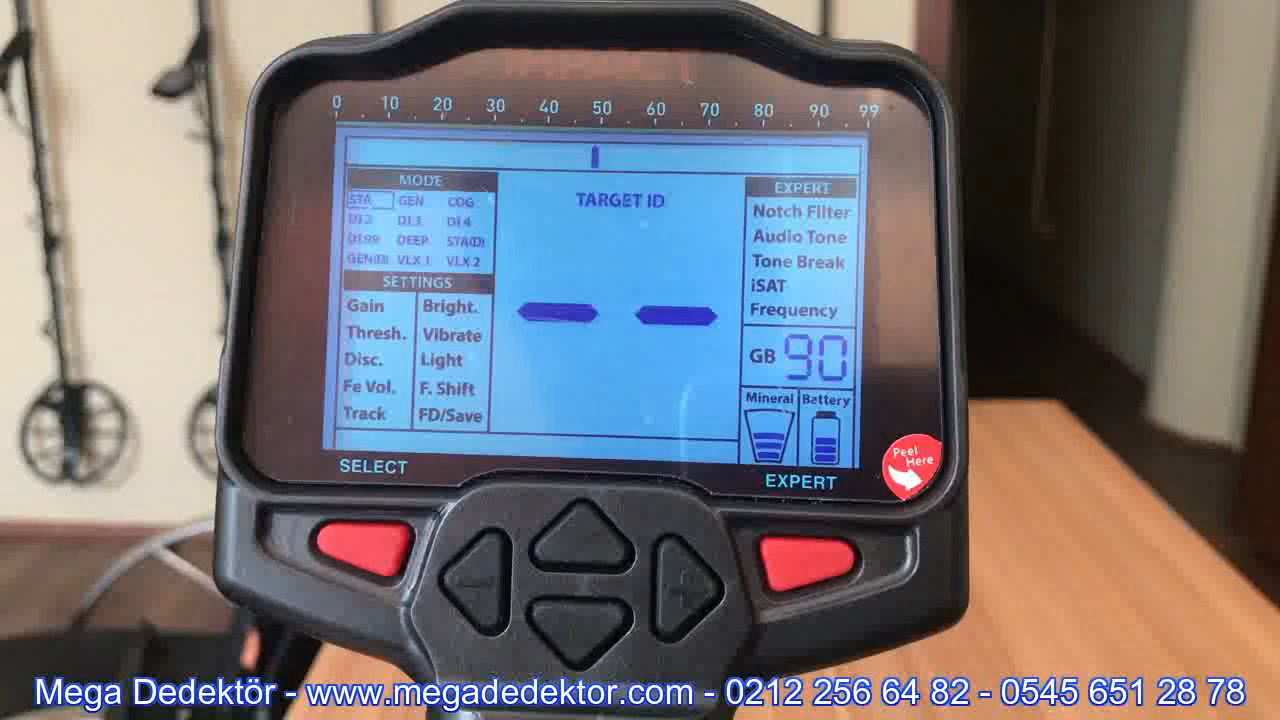 0 10 20 30 40 50 60 70 80 90 99
MODE
STA GEN COG
DI 2 DI 3 DI 4
DI 99 DEEP STA(D)
GEN(D) VLX 1 VLX 2
SETTINGS
Gain Bright.
Thresh. Vibrate
Disc. Light
Fe Vol. F. Shift
Track FD/Save
TARGET ID
EXPERT
Notch Filter
Audio Tone
Tone Break
iSAT
Frequency
GB 90
Mineral Battery
SELECT
EXPERT
Peel
Here
Mega Dedektör - www.megadedektor.com - 0212 256 64 82 - 0545 651 28 78